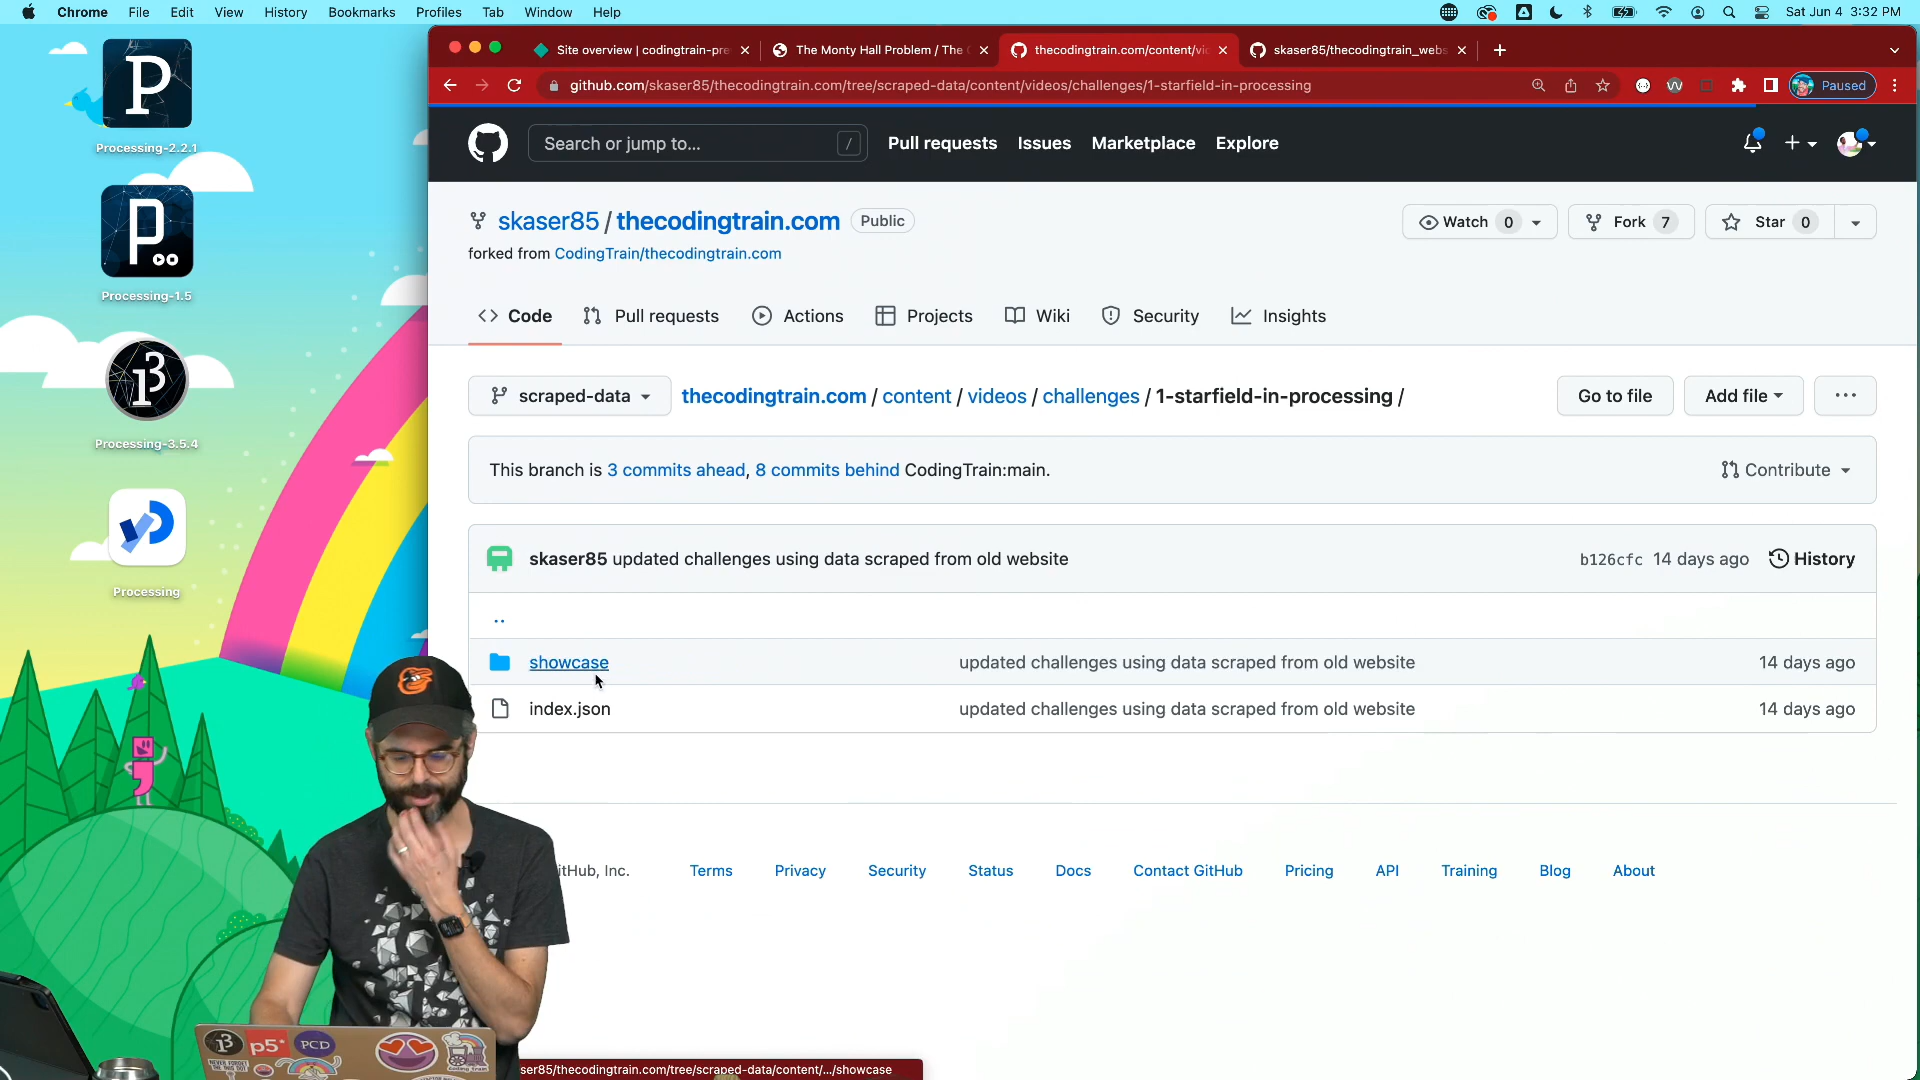 Chrome File Edit View History Bookmarks Profiles Tab Window Help
Sat Jun 4 3:32 PM
Site overview | codingtrain-pre
The Monty Hall Problem / The
thecodingtrain.com/content/vi
skaser85/thecodingtrain_webs
github.com/skaser85/thecodingtrain.com/tree/scraped-data/content/videos/challenges/1-starfield-in-processing
Paused
Search or jump to... /
Pull requests Issues Marketplace Explore
skaser85 / thecodingtrain.com Public
Watch 0 Fork 7 Star 0
forked from CodingTrain/thecodingtrain.com
Code Pull requests Actions Projects Wiki Security Insights
scraped-data
thecodingtrain.com / content / videos / challenges / 1-starfield-in-processing /
Go to file Add file
This branch is 3 commits ahead, 8 commits behind CodingTrain:main.
Contribute
skaser85 updated challenges using data scraped from old website
b126cfc 14 days ago History
..
showcase updated challenges using data scraped from old website 14 days ago
index.json updated challenges using data scraped from old website 14 days ago
itHub, Inc. Terms Privacy Security Status Docs Contact GitHub Pricing API Training Blog About
ser85/thecodingtrain.com/tree/scraped-data/content/.../showcase
P
Processing-2.2.1
P
Processing-1.5
Processing-3.5.4
Processing
p5*
PCD
NEVER FORGET